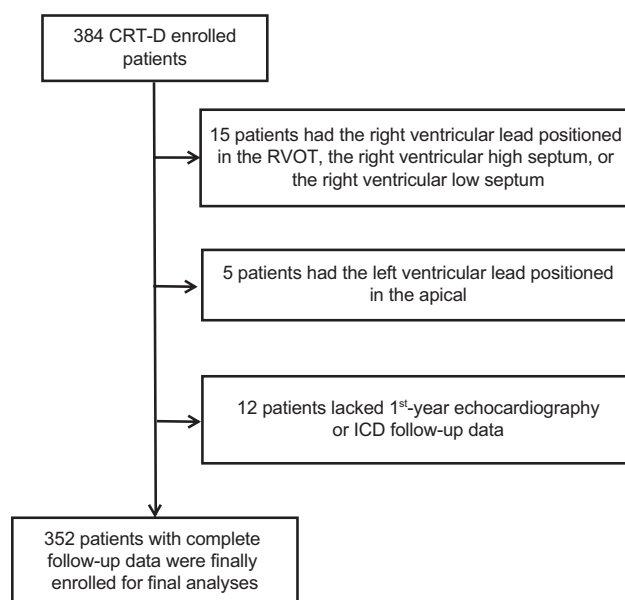 384 CRT-D enrolled
patients
15 patients had the right ventricular lead positioned
in the RVOT, the right ventricular high septum, or
the right ventricular low septum
5 patients had the left ventricular lead positioned
in the apical
12 patients lacked 1st-year echocardiography
or ICD follow-up data
352 patients with complete
follow-up data were finally
enrolled for final analyses